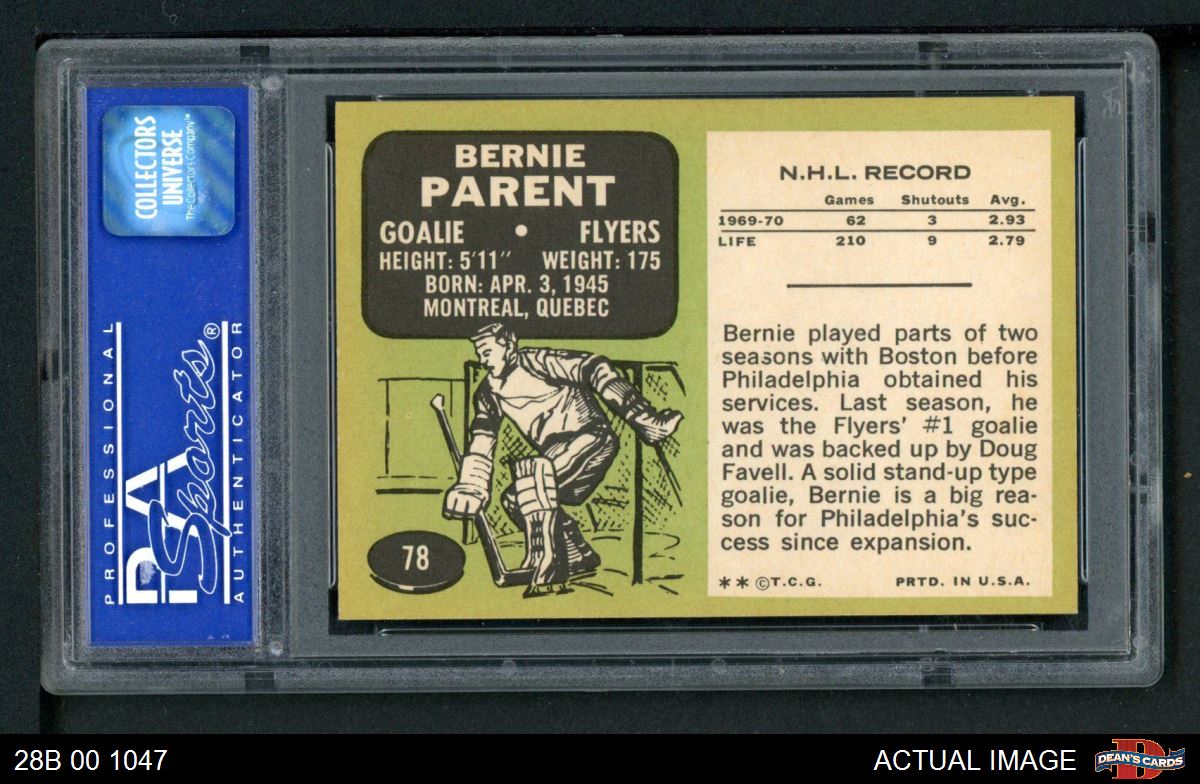 COLLECTORS
UNIVERSE
The Collectors Company™
PROFESSIONAL
PSA
Sports®
AUTHENTICATOR
BERNIE
PARENT
GOALIE • FLYERS
HEIGHT: 5'11" WEIGHT: 175
BORN: APR. 3, 1945
MONTREAL, QUEBEC
78
N.H.L. RECORD
Games Shutouts Avg.
1969-70 62 3 2.93
LIFE 210 9 2.79
Bernie played parts of two
seasons with Boston before
Philadelphia obtained his
services. Last season, he
was the Flyers' #1 goalie
and was backed up by Doug
Favell. A solid stand-up type
goalie, Bernie is a big rea-
son for Philadelphia's suc-
cess since expansion.
** ©T.C.G. PRTD. IN U.S.A.
28B 00 1047
ACTUAL IMAGE
D
DEAN'S CARDS